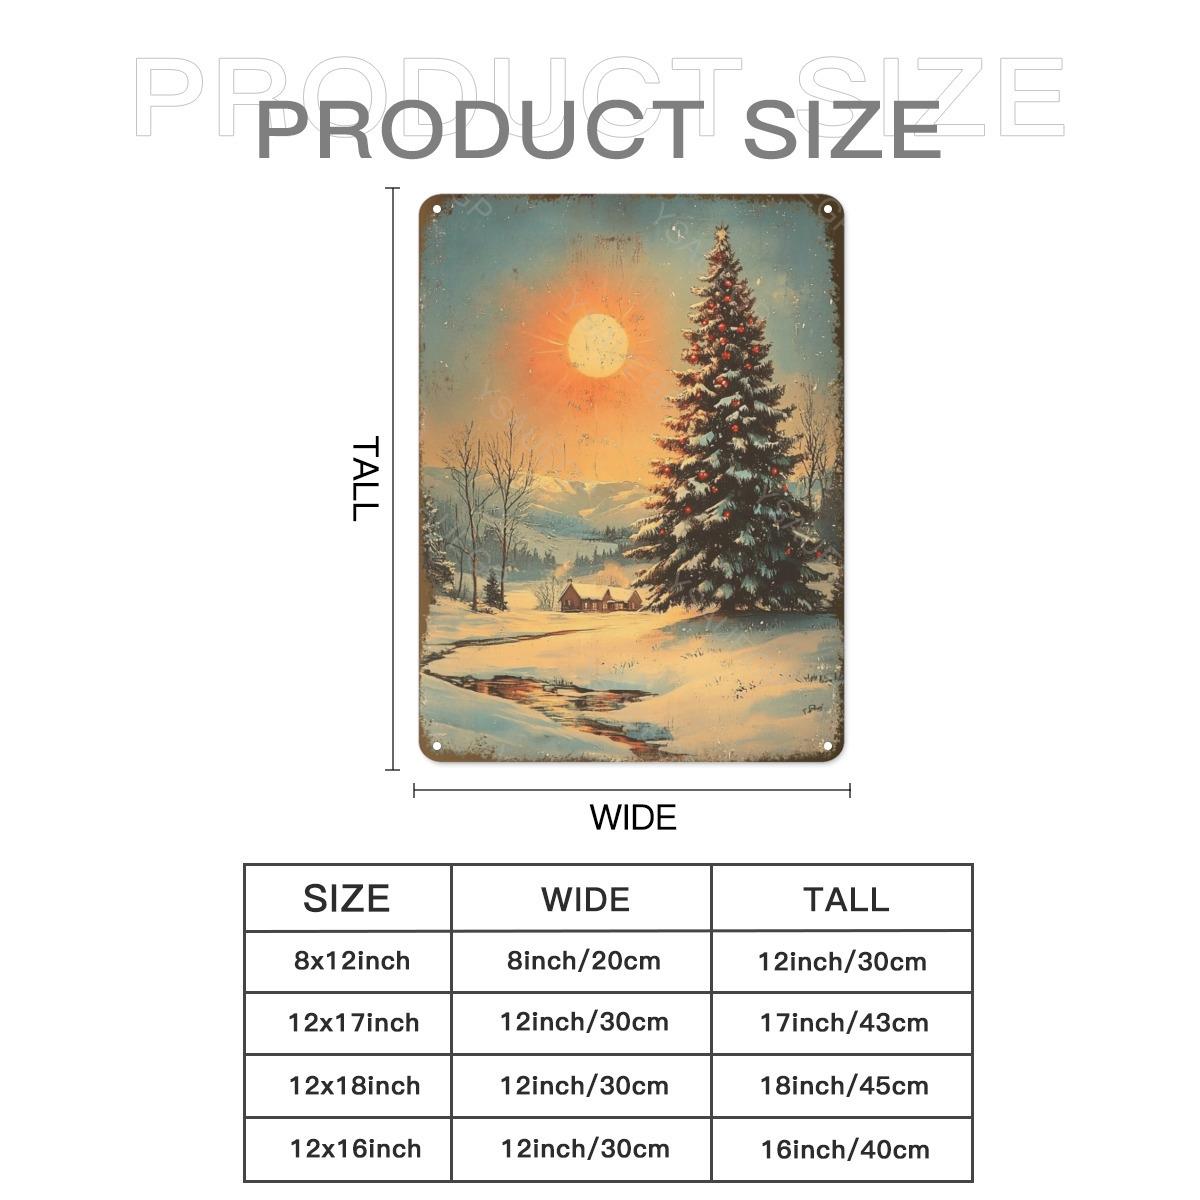 PRODUCT SIZE
PRODUCT SIZE
TALL
WIDE
SIZE WIDE TALL
8x12inch 8inch/20cm 12inch/30cm
12x17inch 12inch/30cm 17inch/43cm
12x18inch 12inch/30cm 18inch/45cm
12x16inch 12inch/30cm 16inch/40cm